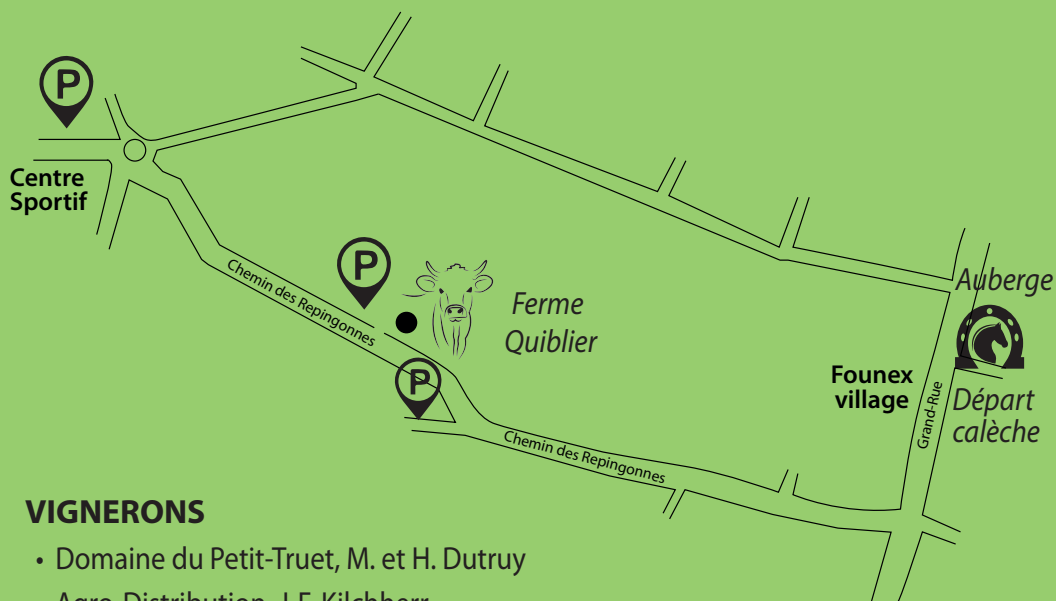 P
Centre
Sportif
P
Chemin des Repingonnes
Ferme
Quiblier
P
Chemin des Repingonnes
Auberge
Founex
village
Grand-Rue
Départ
calèche
VIGNERONS
• Domaine du Petit-Truet, M. et H. Dutruy